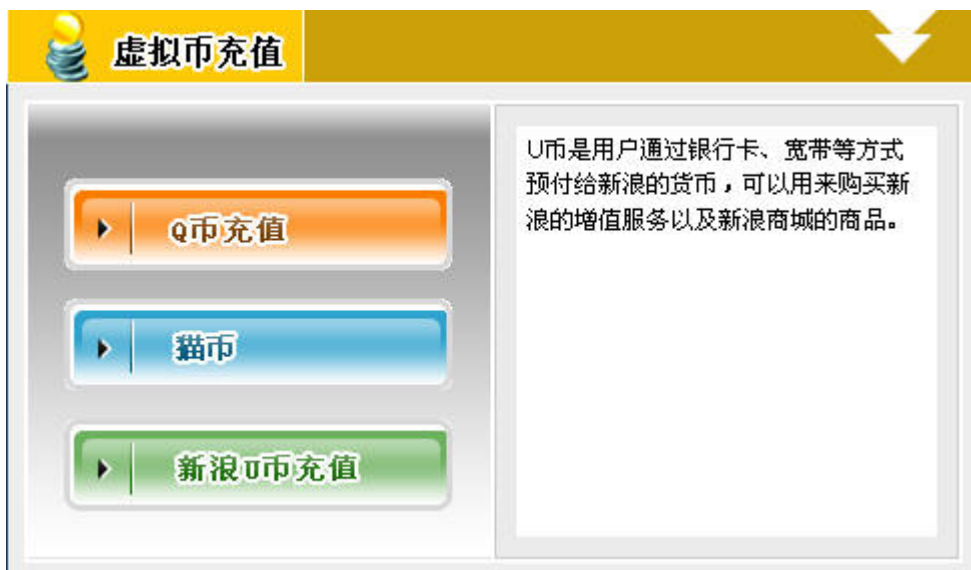 虚拟币充值
Q币充值
猫币
新浪U币充值
U币是用户通过银行卡、宽带等方式
预付给新浪的货币，可以用来购买新
浪的增值服务以及新浪商城的商品。